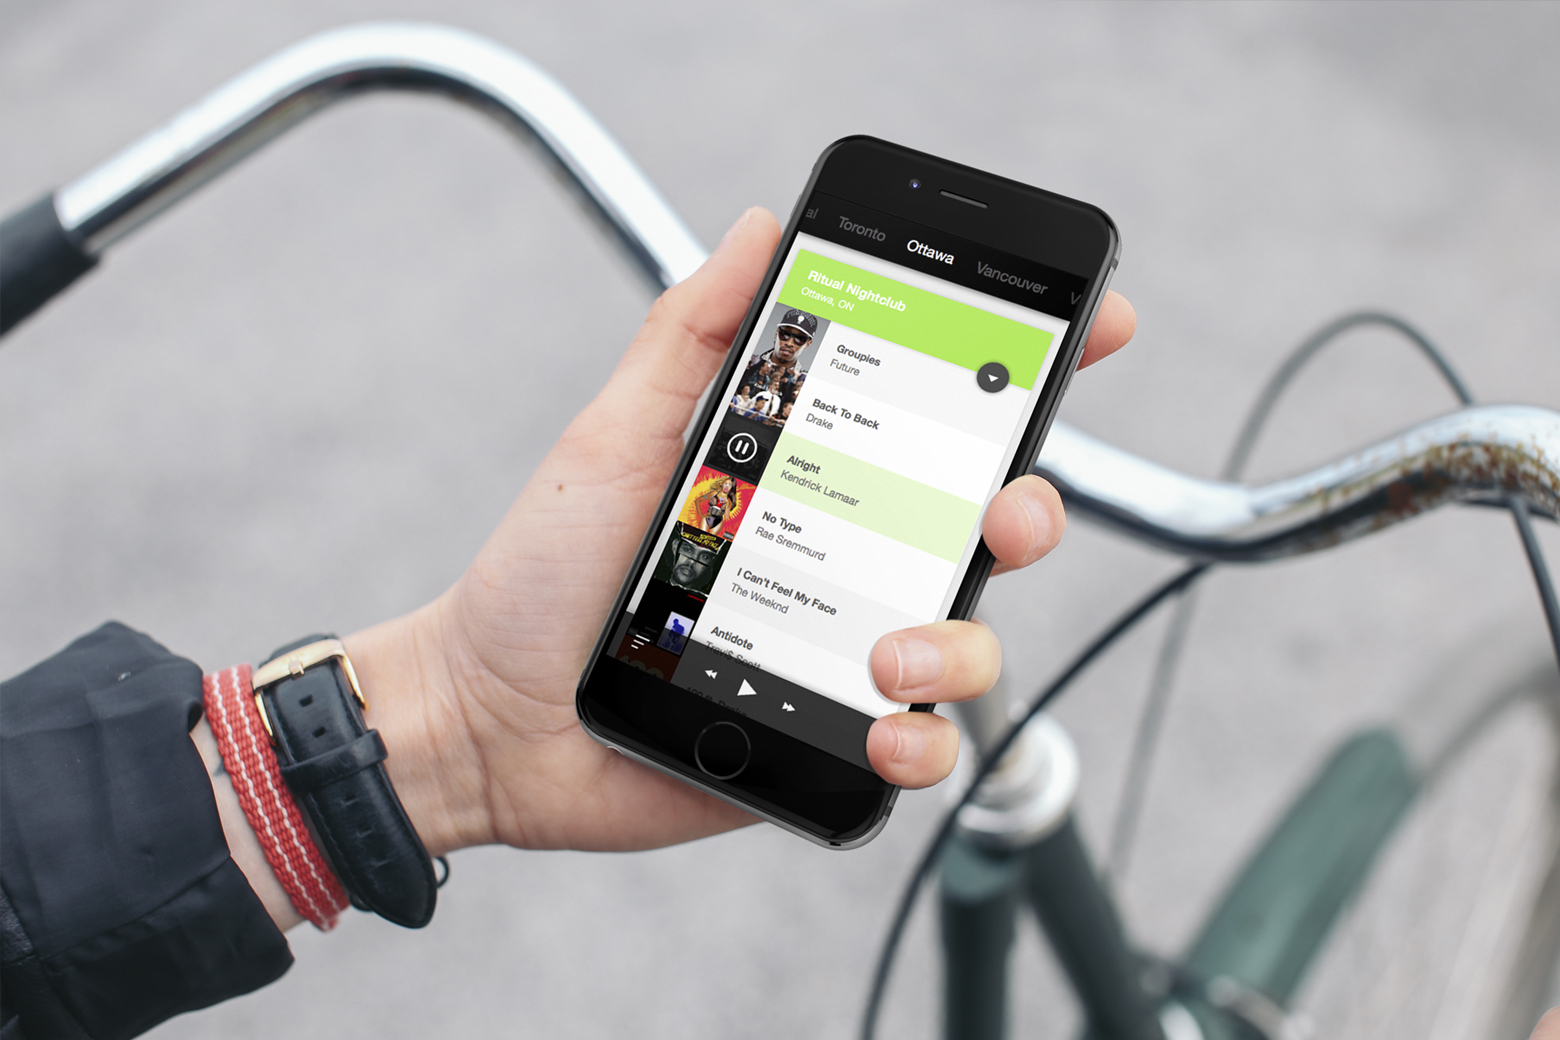 al Toronto Ottawa Vancouver V
Ritual Nightclub
Ottawa, ON
Groupies
Future
Back To Back
Drake
Alright
Kendrick Lamaar
No Type
Rae Sremmurd
I Can't Feel My Face
The Weeknd
Antidote
Travi$ Scott